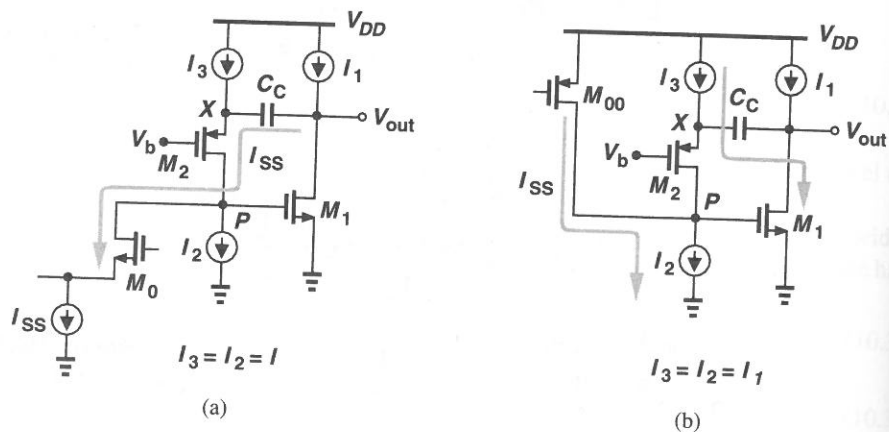 V_DD
I_3
I_1
C_C
X
V_out
V_b
M_2
I_SS
P
M_1
I_2
M_0
I_SS
I_3 = I_2 = I
(a)
V_DD
I_3
I_1
M_00
C_C
X
V_out
V_b
M_2
I_SS
P
M_1
I_2
I_3 = I_2 = I_1
(b)